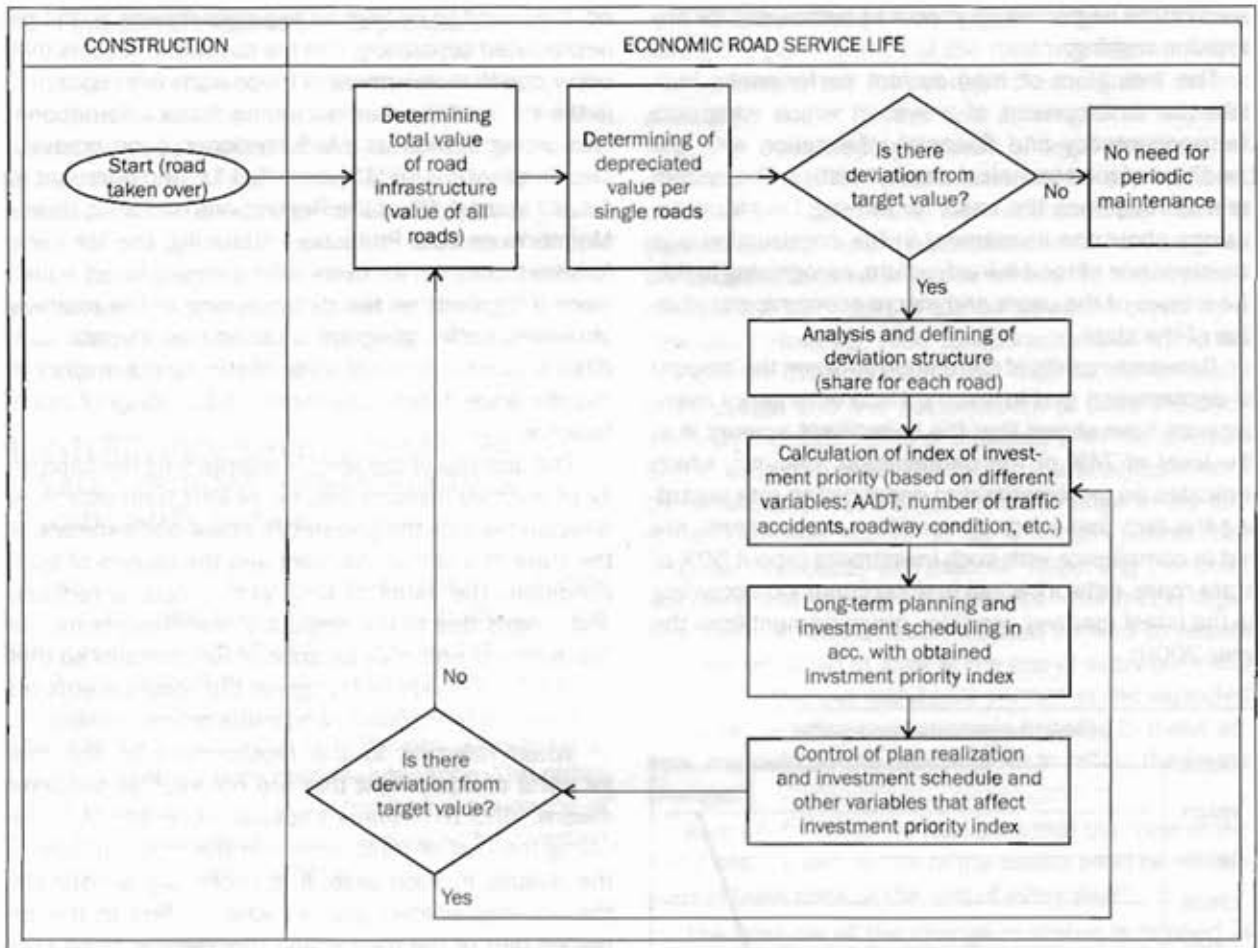 CONSTRUCTION
ECONOMIC ROAD SERVICE LIFE
Start (road
taken over)
Determining
total value
of road
infrastructure
(value of all
roads)
Determining of
depreciated
value per
single roads
Is there
deviation from
target value?
No
No need for
periodic
maintenance
Yes
Analysis and defining of
deviation structure
(share for each road)
Calculation of index of invest-
ment priority (based on different
variables: AADT, number of traffic
accidents,roadway condition, etc.)
Long-term planning and
investment scheduling in
acc. with obtained
invstment priority index
Control of plan realization
and investment schedule and
other variables that affect
investment priority index
Is there
deviation from
target value?
No
Yes